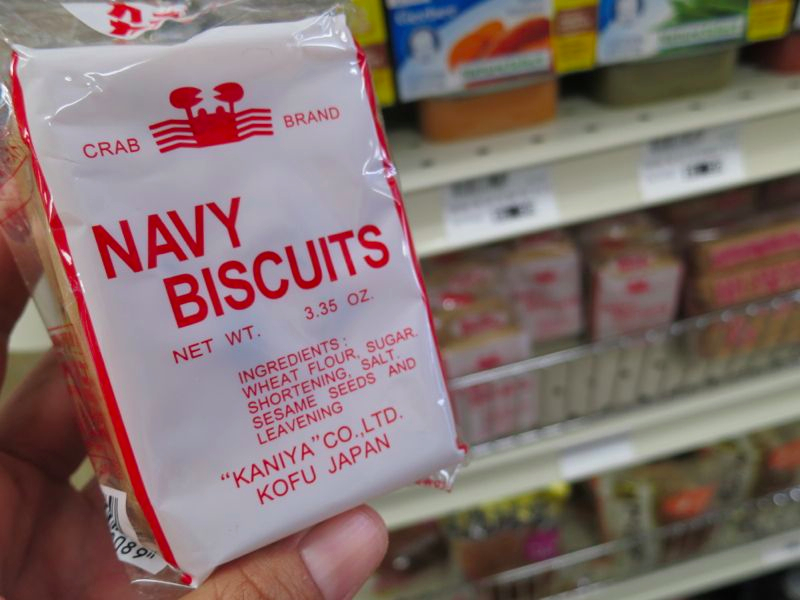 CRAB BRAND
NAVY
BISCUITS
NET WT. 3.35 OZ.
INGREDIENTS:
WHEAT FLOUR, SUGAR.
SHORTENING, SALT.
SESAME SEEDS AND
LEAVENING
"KANIYA" CO.,LTD.
KOFU JAPAN
Gerber